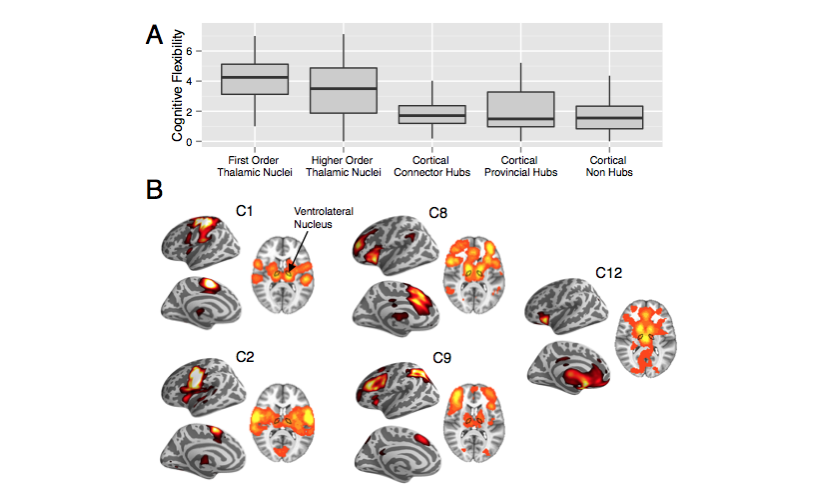 A
Cognitive Flexibility
6
4
2
0
First Order
Thalamic Nuclei
Higher Order
Thalamic Nuclei
Cortical
Connector Hubs
Cortical
Provincial Hubs
Cortical
Non Hubs
B
C1
Ventrolateral
Nucleus
C8
C12
C2
C9